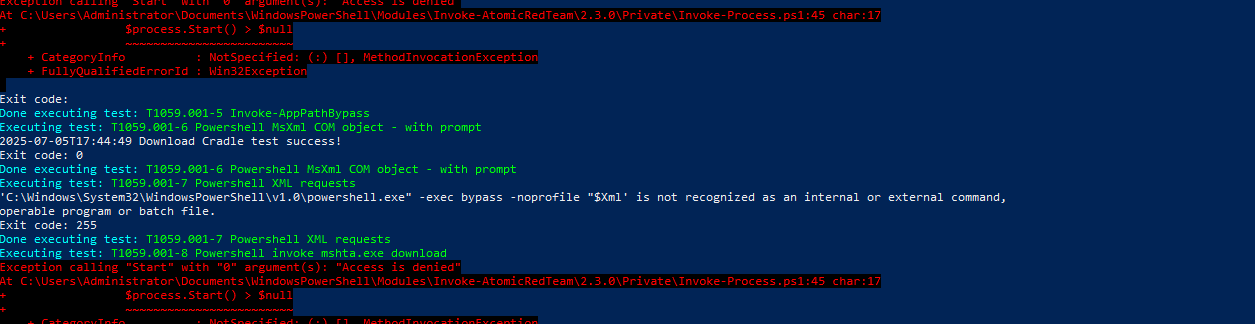 Exception calling "Start" with "0" argument(s): "Access is denied"
At C:\Users\Administrator\Documents\WindowsPowerShell\Modules\Invoke-AtomicRedTeam\2.3.0\Private\Invoke-Process.ps1:45 char:17
+                 $process.Start() > $null
+                 ~~~~~~~~~~~~~~~~~~~~~~~~
    + CategoryInfo          : NotSpecified: (:) [], MethodInvocationException
    + FullyQualifiedErrorId : Win32Exception
Exit code:
Done executing test: T1059.001-5 Invoke-AppPathBypass
Executing test: T1059.001-6 Powershell MsXml COM object - with prompt
2025-07-05T17:44:49 Download Cradle test success!
Exit code: 0
Done executing test: T1059.001-6 Powershell MsXml COM object - with prompt
Executing test: T1059.001-7 Powershell XML requests
'C:\Windows\System32\WindowsPowerShell\v1.0\powershell.exe" -exec bypass -noprofile "$Xml' is not recognized as an internal or external command,
operable program or batch file.
Exit code: 255
Done executing test: T1059.001-7 Powershell XML requests
Executing test: T1059.001-8 Powershell invoke mshta.exe download
Exception calling "Start" with "0" argument(s): "Access is denied"
At C:\Users\Administrator\Documents\WindowsPowerShell\Modules\Invoke-AtomicRedTeam\2.3.0\Private\Invoke-Process.ps1:45 char:17
+                 $process.Start() > $null
+                 ~~~~~~~~~~~~~~~~~~~~~~~~
    + CategoryInfo          : NotSpecified: (:) [], MethodInvocationException